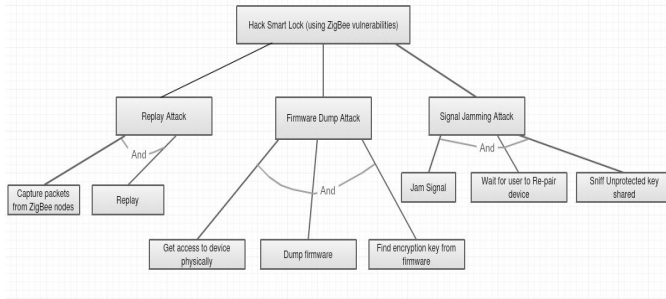 Hack Smart Lock (using ZigBee vulnerabilities)
Replay Attack
Firmware Dump Attack
Signal Jamming Attack
And
And
And
Capture packets
from ZigBee nodes
Replay
Jam Signal
Wait for user to Re-pair
device
Sniff Unprotected key
shared
Get access to device
physically
Dump firmware
Find encryption key from
firmware